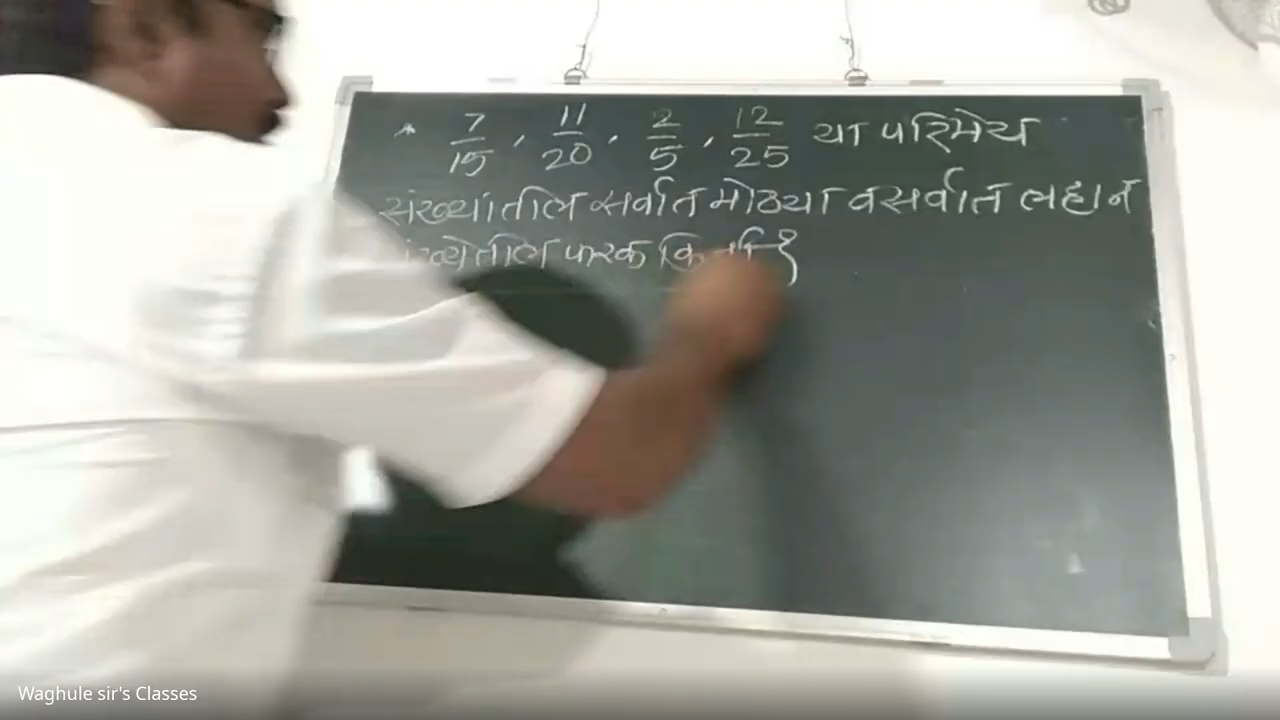 * 7/15, 11/20, 2/5, 12/25 या परिमेय
संख्यांतील सर्वात मोठ्या व सर्वात लहान
संख्येतील फरक किती?
Waghule sir's Classes